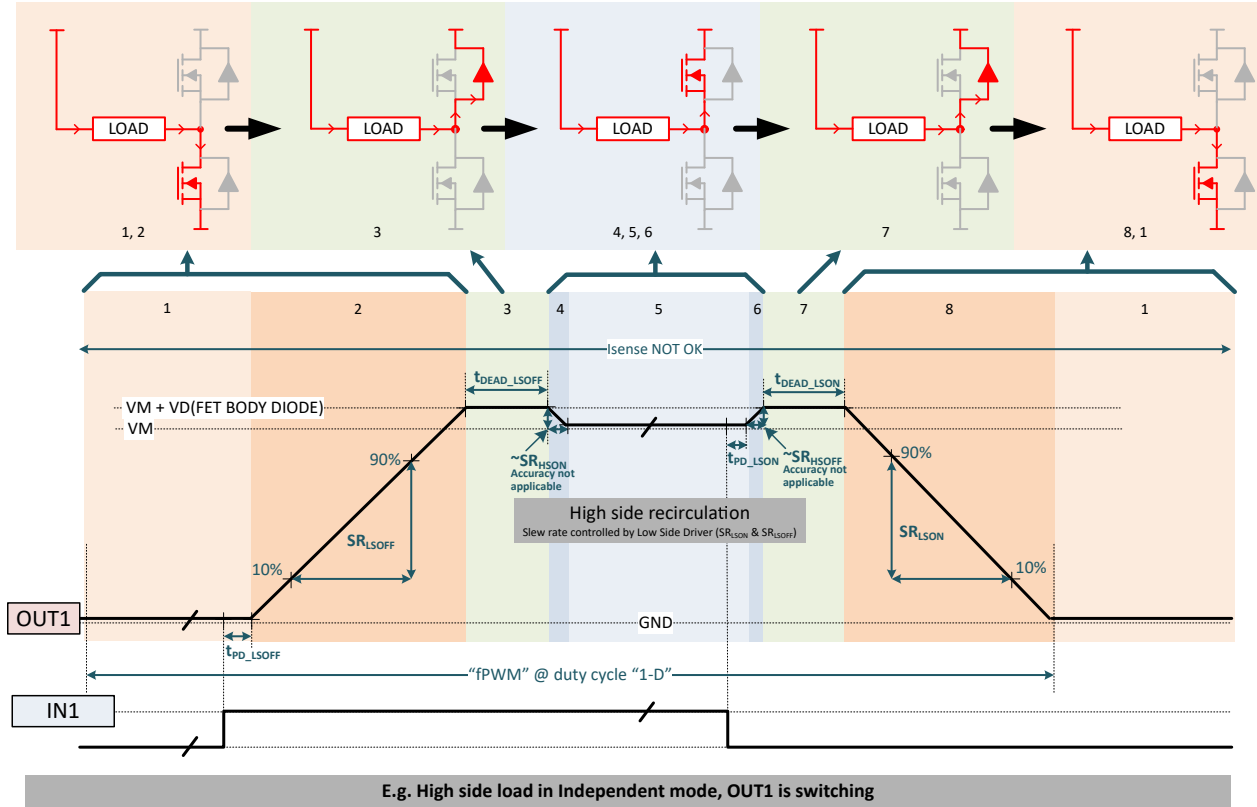 LOAD LOAD LOAD LOAD LOAD
1, 2 3 4, 5, 6 7 8, 1
1 2 3 4 5 6 7 8 1
Isense NOT OK
tDEAD_LSOFF tDEAD_LSON
VM + VD(FET BODY DIODE)
VM
90% ~SRHSON tPD_LSON ~SRHSOFF 90%
Accuracy not applicable Accuracy not applicable
High side recirculation
Slew rate controlled by Low Side Driver (SRLSON & SRLSOFF)
SRLSOFF SRLSON
10% 10%
OUT1 GND
tPD_LSOFF
“fPWM” @ duty cycle “1-D”
IN1
E.g. High side load in Independent mode, OUT1 is switching